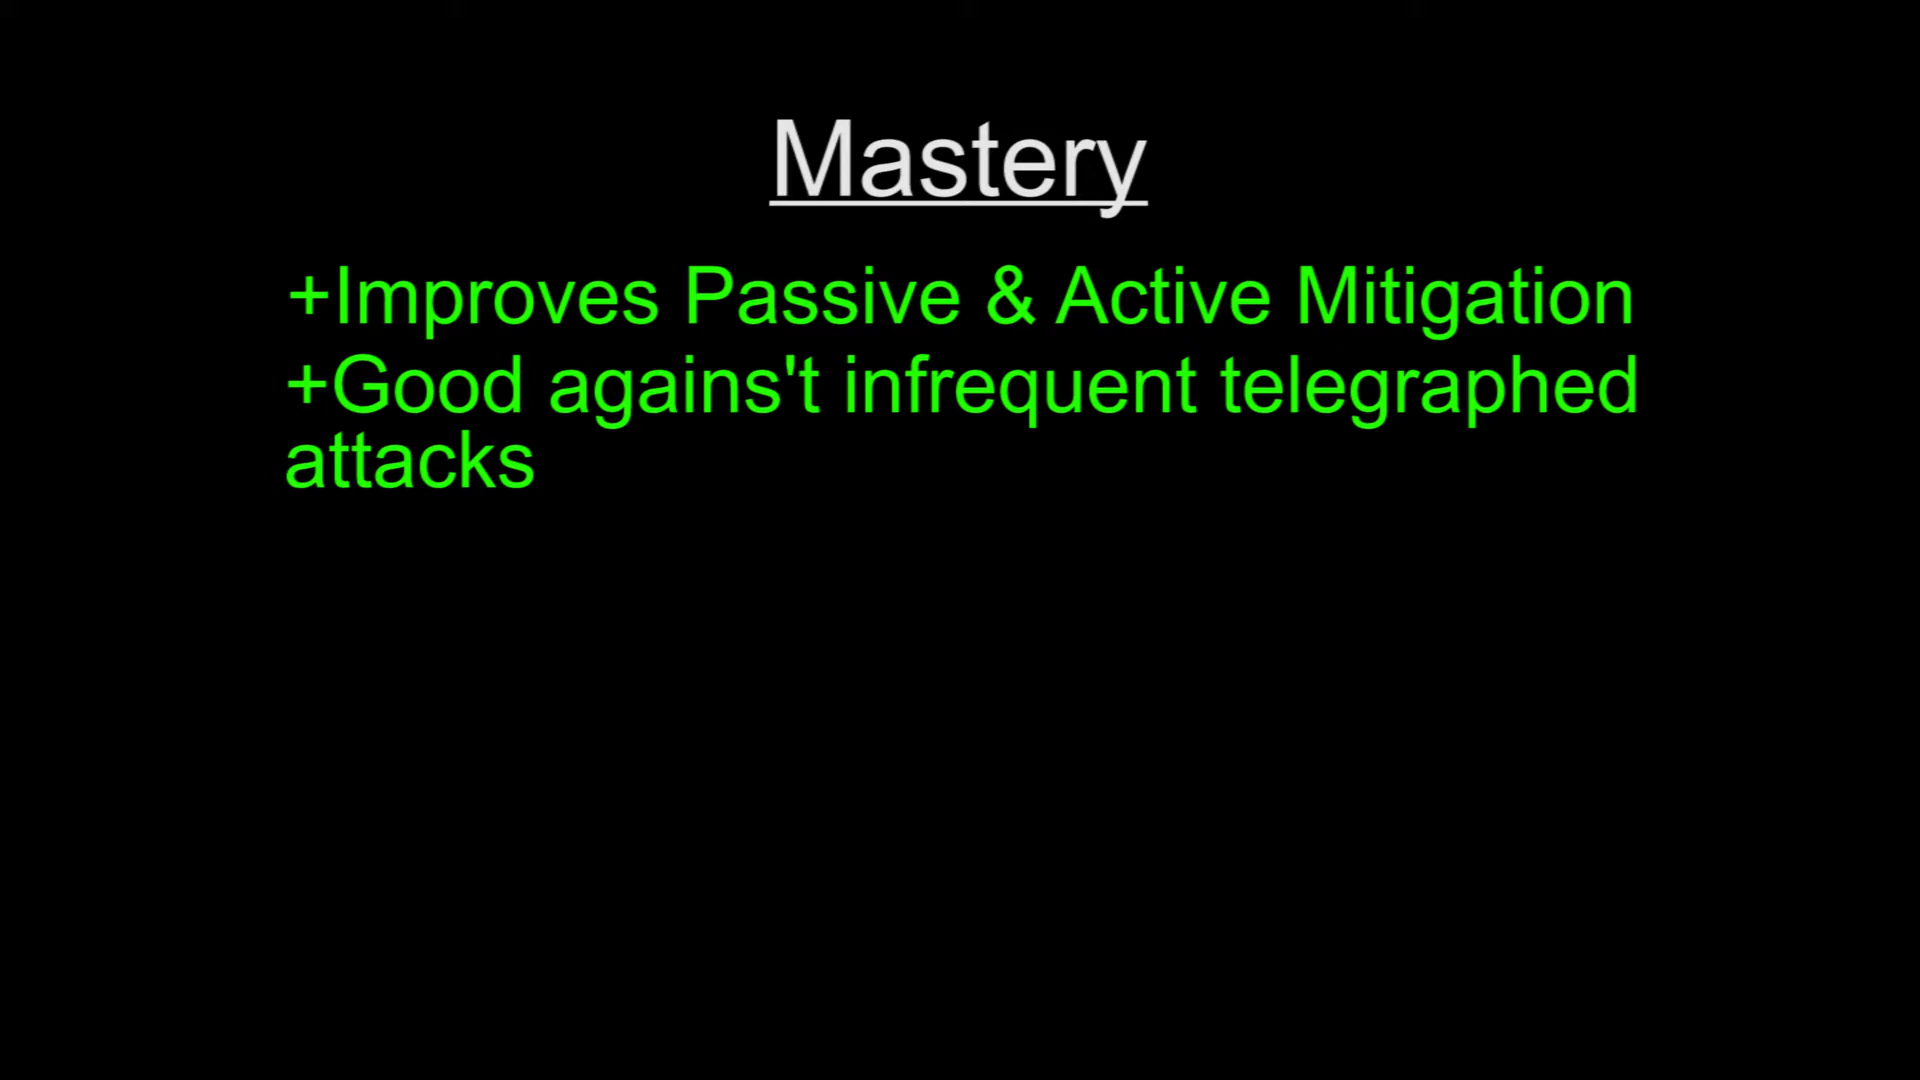 Mastery
+Improves Passive & Active Mitigation
+Good agains't infrequent telegraphed
attacks